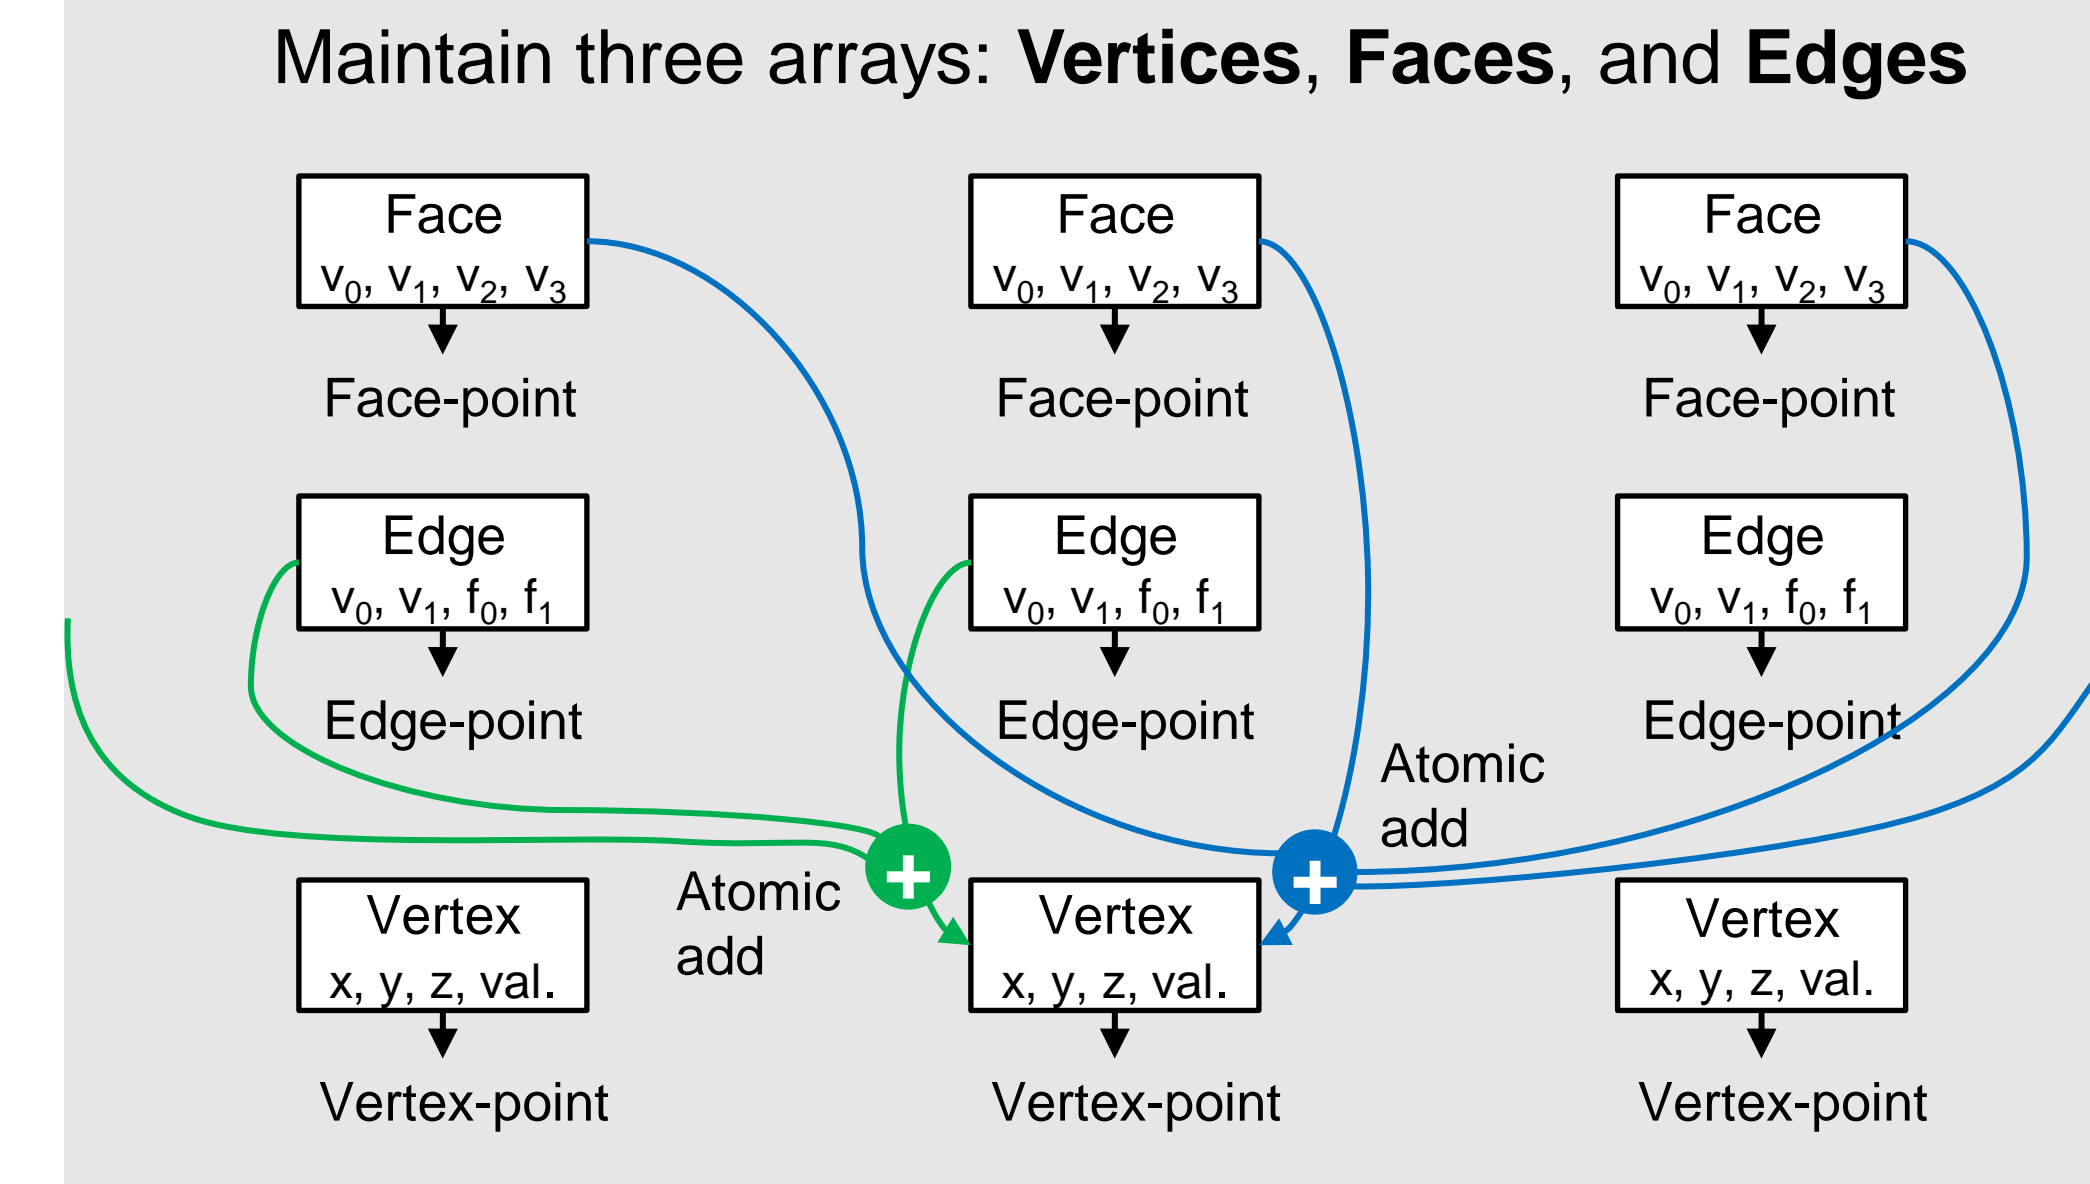 Maintain three arrays: Vertices, Faces, and Edges
Face
v₀, v₁, v₂, v₃
Face-point
Face
v₀, v₁, v₂, v₃
Face-point
Face
v₀, v₁, v₂, v₃
Face-point
Edge
v₀, v₁, f₀, f₁
Edge-point
Edge
v₀, v₁, f₀, f₁
Edge-point
Edge
v₀, v₁, f₀, f₁
Edge-point
Atomic
add
+
Atomic
add
+
Vertex
x, y, z, val.
Vertex-point
Vertex
x, y, z, val.
Vertex-point
Vertex
x, y, z, val.
Vertex-point